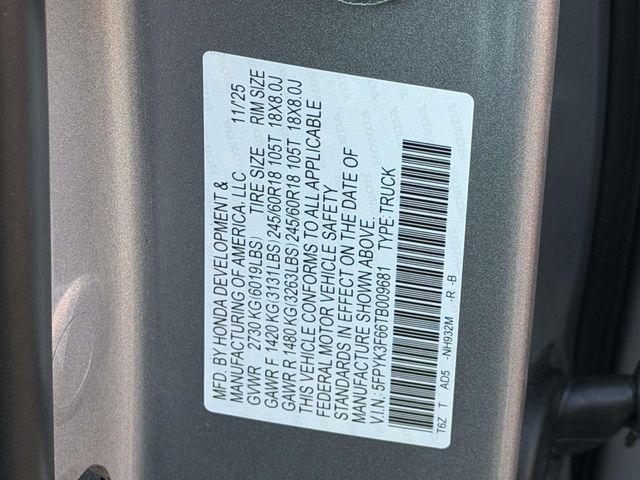 MFD. BY HONDA DEVELOPMENT &
MANUFACTURING OF AMERICA, LLC 11/'25
GVWR 2730 KG(6019LBS) TIRE SIZE RIM SIZE
GAWR F 1420 KG(3131LBS) 245/60R18 105T 18X8.0J
GAWR R 1480 KG(3263LBS) 245/60R18 105T 18X8.0J
THIS VEHICLE CONFORMS TO ALL APPLICABLE
FEDERAL MOTOR VEHICLE SAFETY
STANDARDS IN EFFECT ON THE DATE OF
MANUFACTURE SHOWN ABOVE.
V.I.N.:5FPYK3F66TB009681 TYPE:TRUCK
T6Z T AD5 -NH932M -R -B